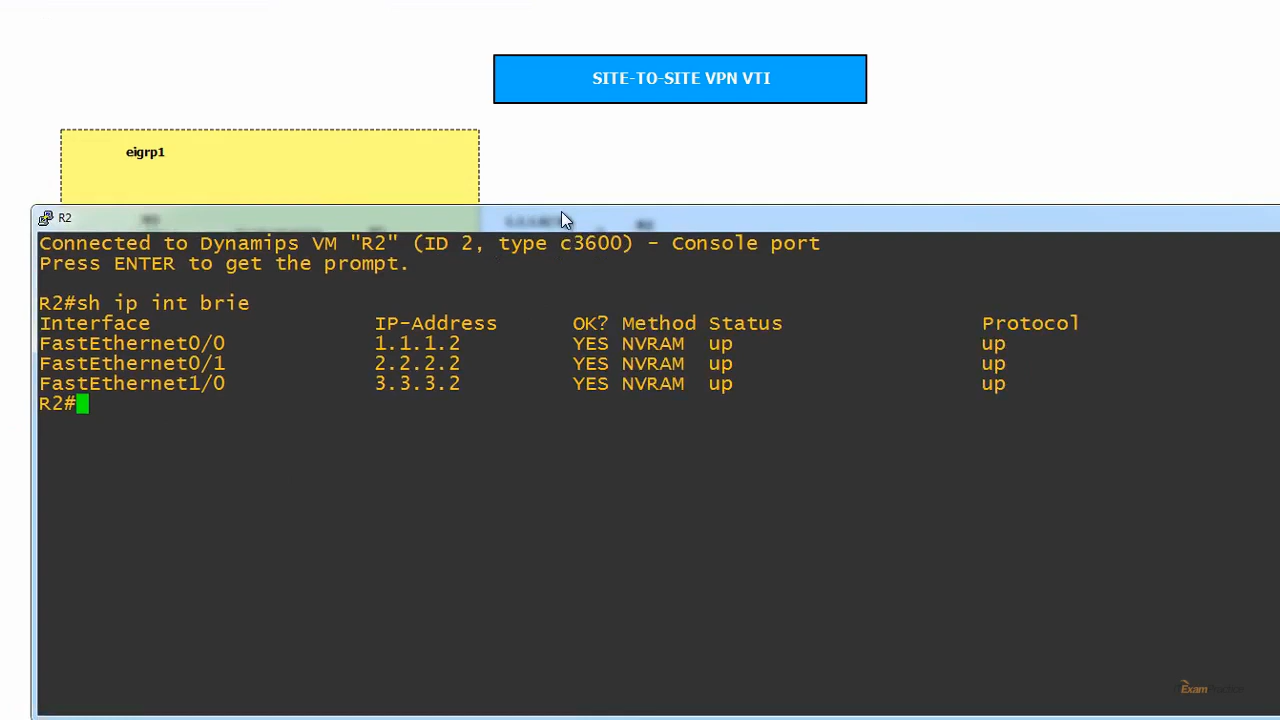 SITE-TO-SITE VPN VTI
eigrp1
R2
Connected to Dynamips VM "R2" (ID 2, type c3600) - Console port
Press ENTER to get the prompt.
R2#sh ip int brie
Interface IP-Address OK? Method Status Protocol
FastEthernet0/0 1.1.1.2 YES NVRAM up up
FastEthernet0/1 2.2.2.2 YES NVRAM up up
FastEthernet1/0 3.3.3.2 YES NVRAM up up
R2#
Exam